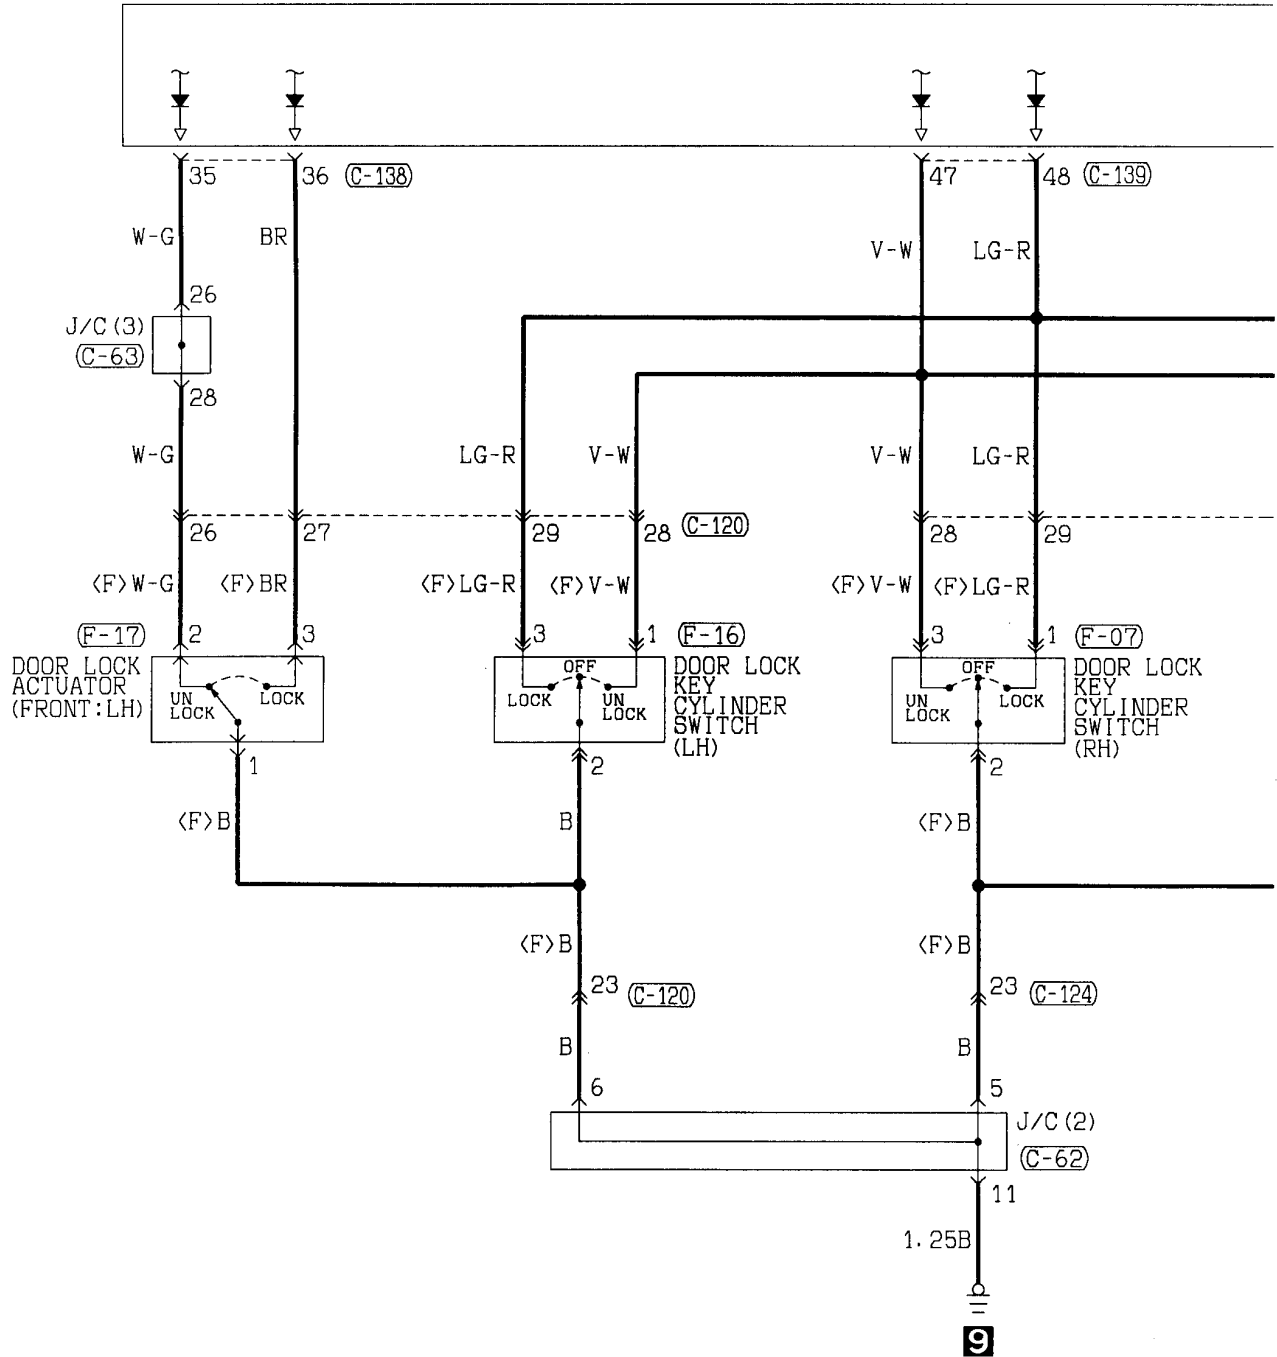 35 36 C-138 47 48 C-139
W-G BR V-W LG-R
26
J/C(3)
C-63
28
W-G LG-R V-W V-W LG-R
26 27 29 28 C-120 28 29
<F>W-G <F>BR <F>LG-R <F>V-W <F>V-W <F>LG-R
F-17 2 3 3 1 F-16 3 1 F-07
DOOR LOCK
ACTUATOR
(FRONT:LH)
UN
LOCK
LOCK
OFF
LOCK
UN
LOCK
DOOR LOCK
KEY
CYLINDER
SWITCH
(LH)
OFF
UN
LOCK
LOCK
DOOR LOCK
KEY
CYLINDER
SWITCH
(RH)
1 2 2
<F>B B <F>B
<F>B <F>B
23 C-120 23 C-124
B B
6 5
J/C(2)
C-62
11
1.25B
9